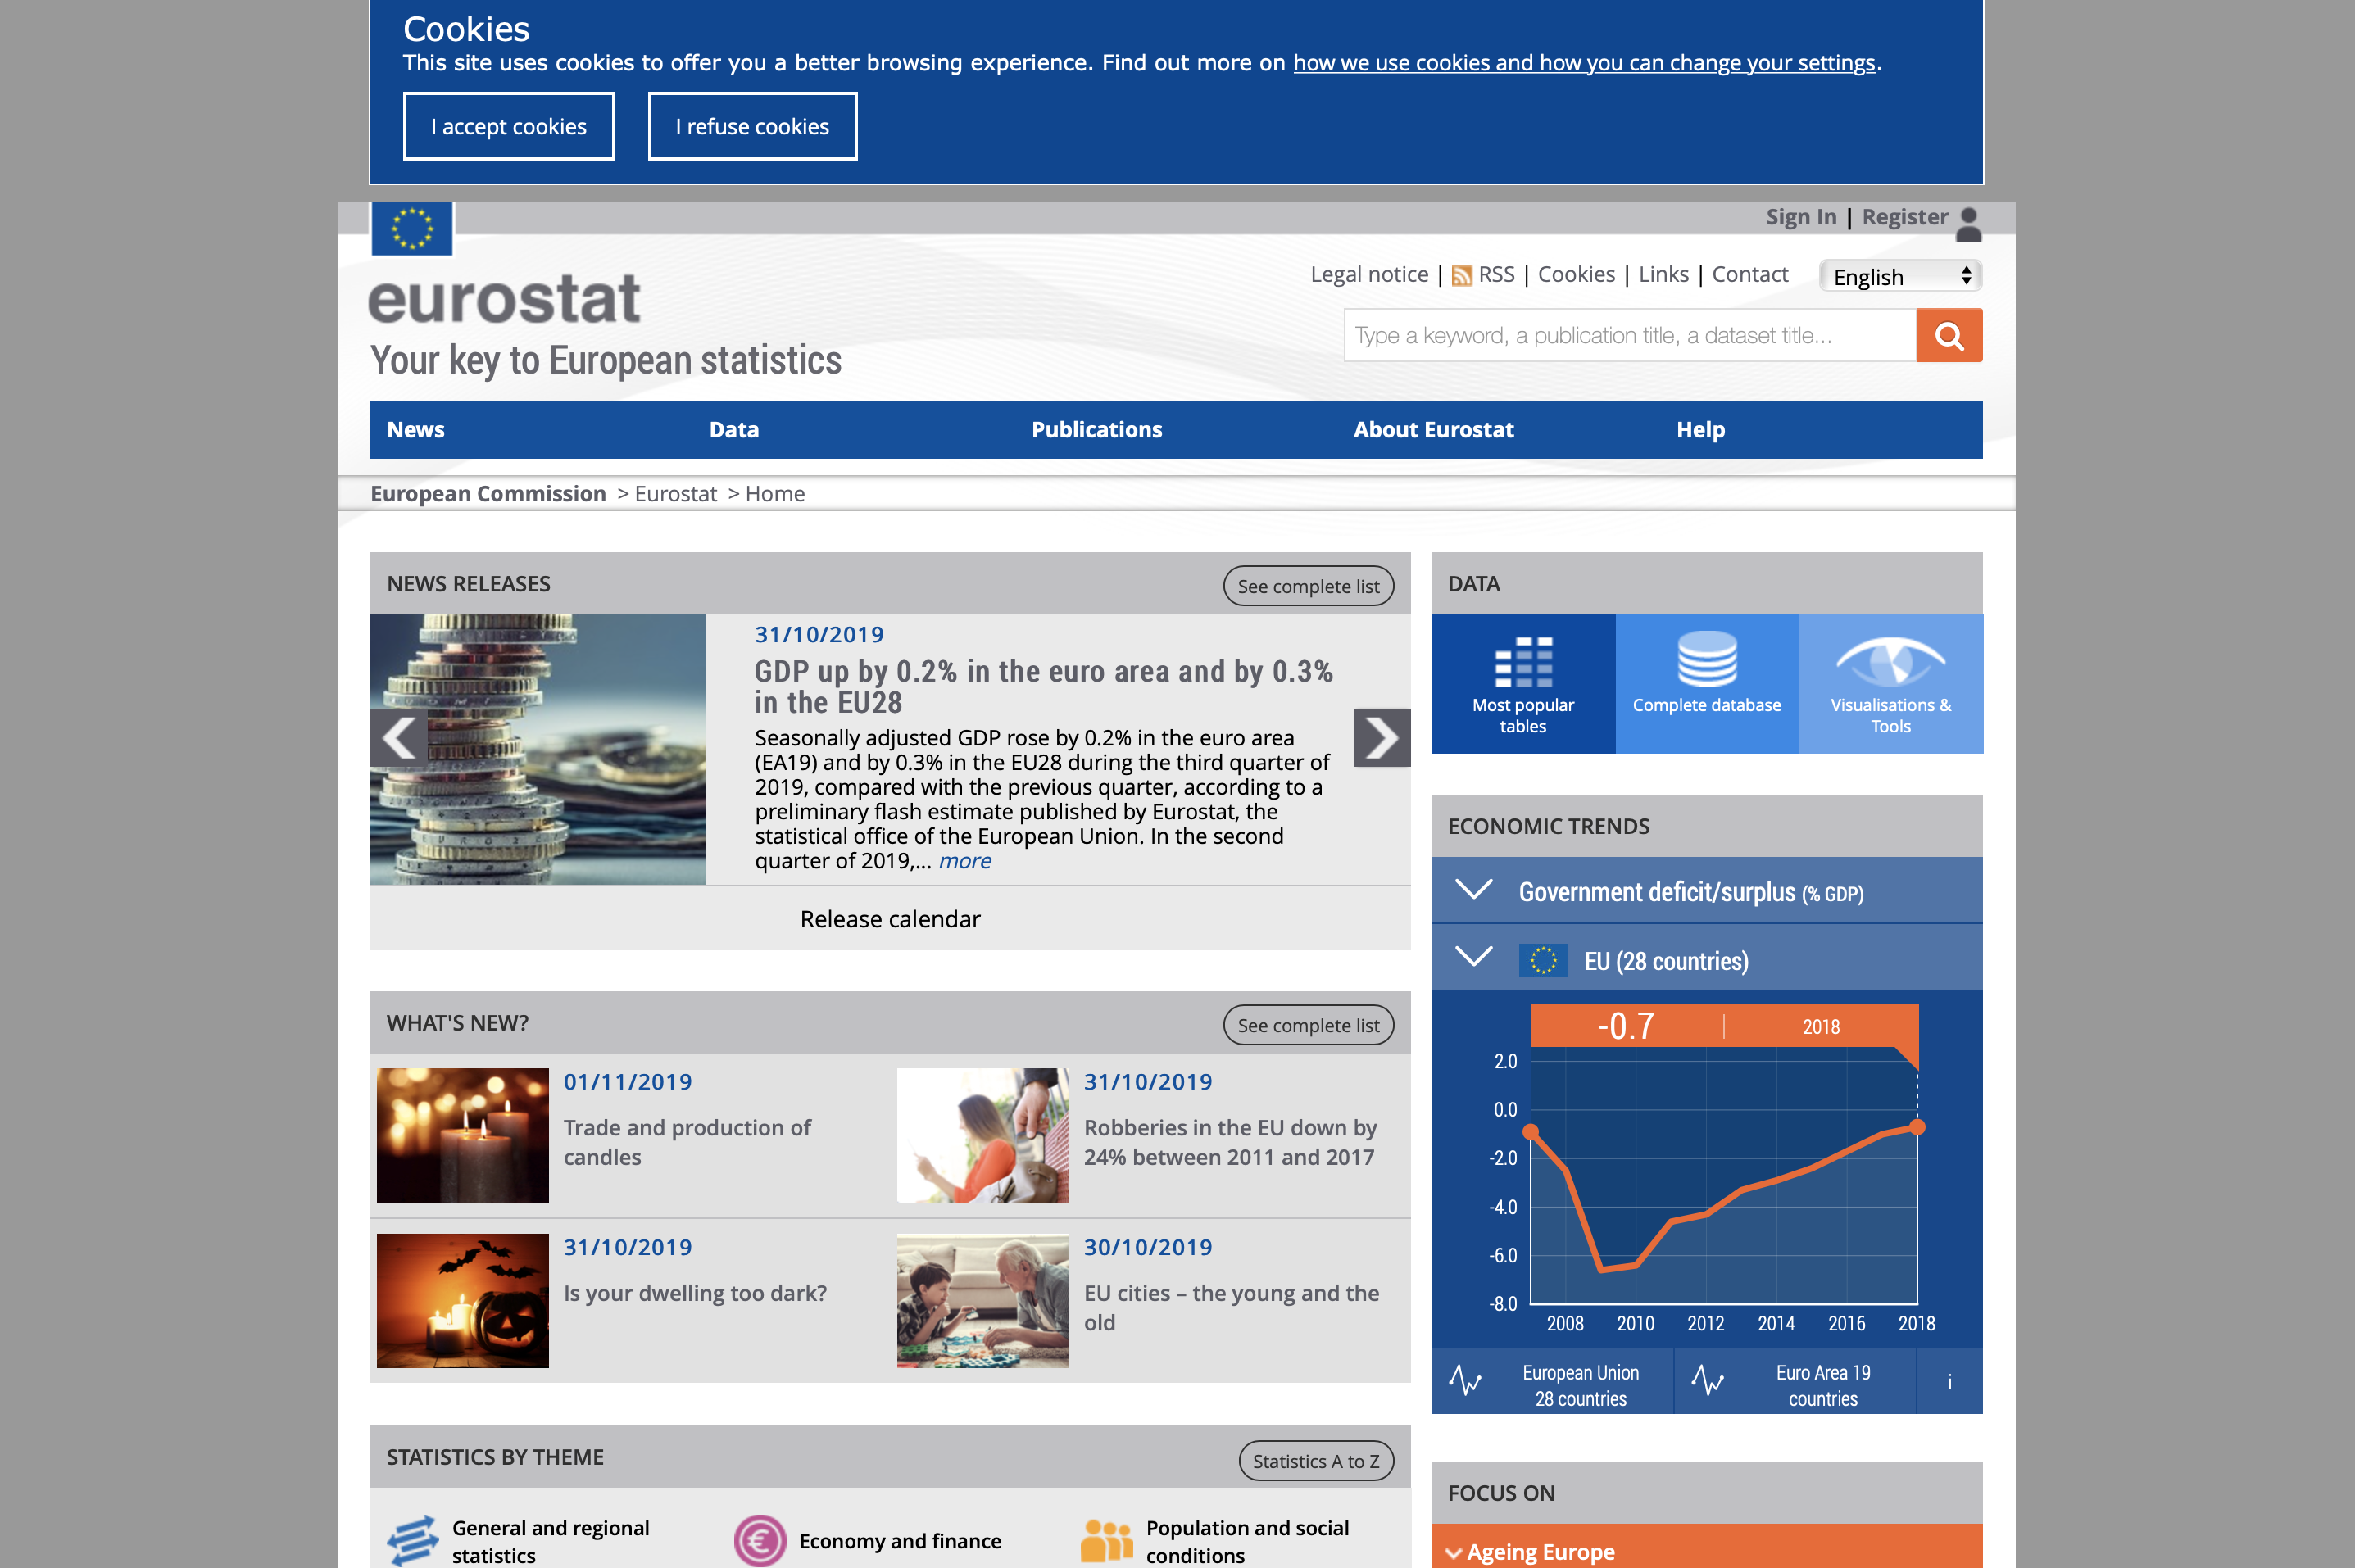 Cookies
This site uses cookies to offer you a better browsing experience. Find out more on how we use cookies and how you can change your settings.
I accept cookies
I refuse cookies
Sign In | Register
Legal notice | RSS | Cookies | Links | Contact
English
eurostat
Your key to European statistics
Type a keyword, a publication title, a dataset title...
News
Data
Publications
About Eurostat
Help
European Commission > Eurostat > Home
NEWS RELEASES
See complete list
31/10/2019
GDP up by 0.2% in the euro area and by 0.3%
in the EU28
Seasonally adjusted GDP rose by 0.2% in the euro area
(EA19) and by 0.3% in the EU28 during the third quarter of
2019, compared with the previous quarter, according to a
preliminary flash estimate published by Eurostat, the
statistical office of the European Union. In the second
quarter of 2019,... more
Release calendar
WHAT'S NEW?
See complete list
01/11/2019
Trade and production of
candles
31/10/2019
Robberies in the EU down by
24% between 2011 and 2017
31/10/2019
Is your dwelling too dark?
30/10/2019
EU cities – the young and the
old
STATISTICS BY THEME
Statistics A to Z
General and regional
statistics
Economy and finance
Population and social
conditions
DATA
Most popular
tables
Complete database
Visualisations &
Tools
ECONOMIC TRENDS
Government deficit/surplus (% GDP)
EU (28 countries)
-0.7 | 2018
2.0
0.0
-2.0
-4.0
-6.0
-8.0
2008 2010 2012 2014 2016 2018
European Union
28 countries
Euro Area 19
countries
i
FOCUS ON
Ageing Europe